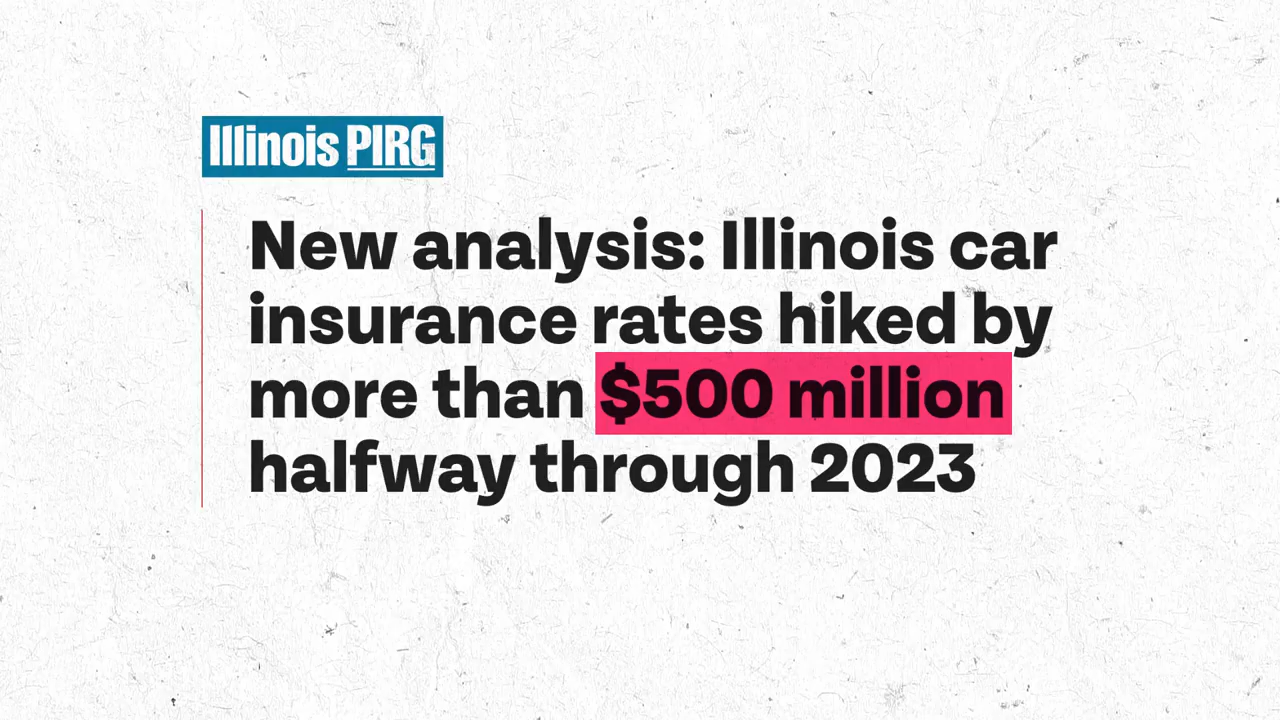 Illinois PIRG
New analysis: Illinois car
insurance rates hiked by
more than $500 million
halfway through 2023